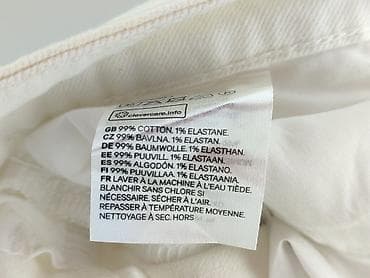 clevercare.info
GB 99% COTTON. 1% ELASTANE.
CZ 99% BAVLNA. 1% ELASTAN.
DE 99% BAUMWOLLE. 1% ELASTHAN.
EE 99% PUUVILL. 1% ELASTAAN.
ES 99% ALGODÓN. 1% ELASTANO.
FI 99% PUUVILLAA. 1% ELASTAANIA.
FR LAVER À LA MACHINE À L'EAU TIÈDE.
BLANCHIR SANS CHLORE SI
NÉCESSAIRE. SÉCHER À L'AIR.
REPASSER À TEMPÉRATURE MOYENNE.
NETTOYAGE À SEC. HORS